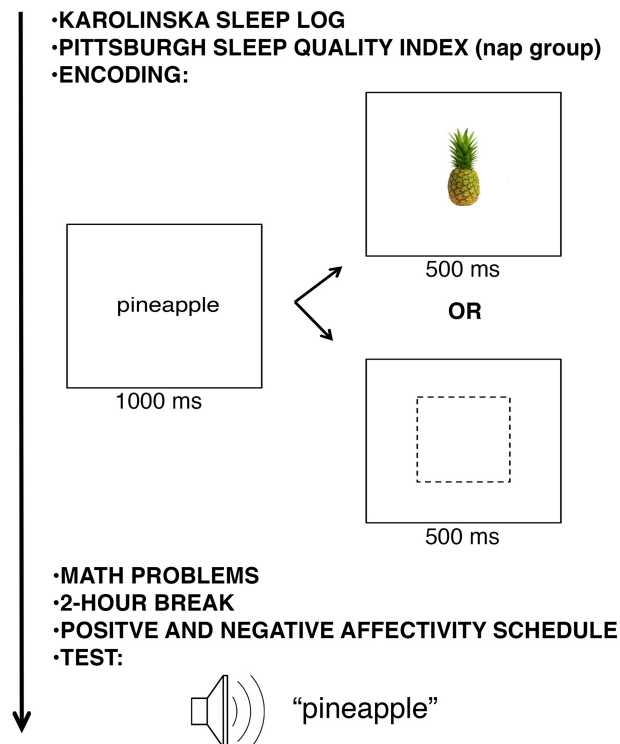 •KAROLINSKA SLEEP LOG
•PITTSBURGH SLEEP QUALITY INDEX (nap group)
•ENCODING:
500 ms
pineapple
OR
1000 ms
500 ms
•MATH PROBLEMS
•2-HOUR BREAK
•POSITVE AND NEGATIVE AFFECTIVITY SCHEDULE
•TEST:
“pineapple”